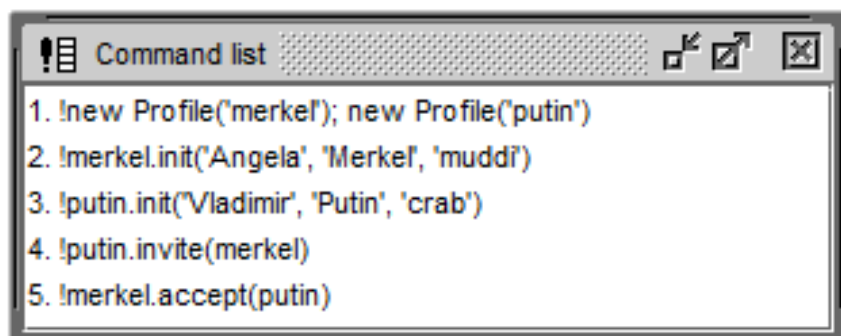 Command list
1. !new Profile('merkel'); new Profile('putin')
2. !merkel.init('Angela', 'Merkel', 'muddi')
3. !putin.init('Vladimir', 'Putin', 'crab')
4. !putin.invite(merkel)
5. !merkel.accept(putin)